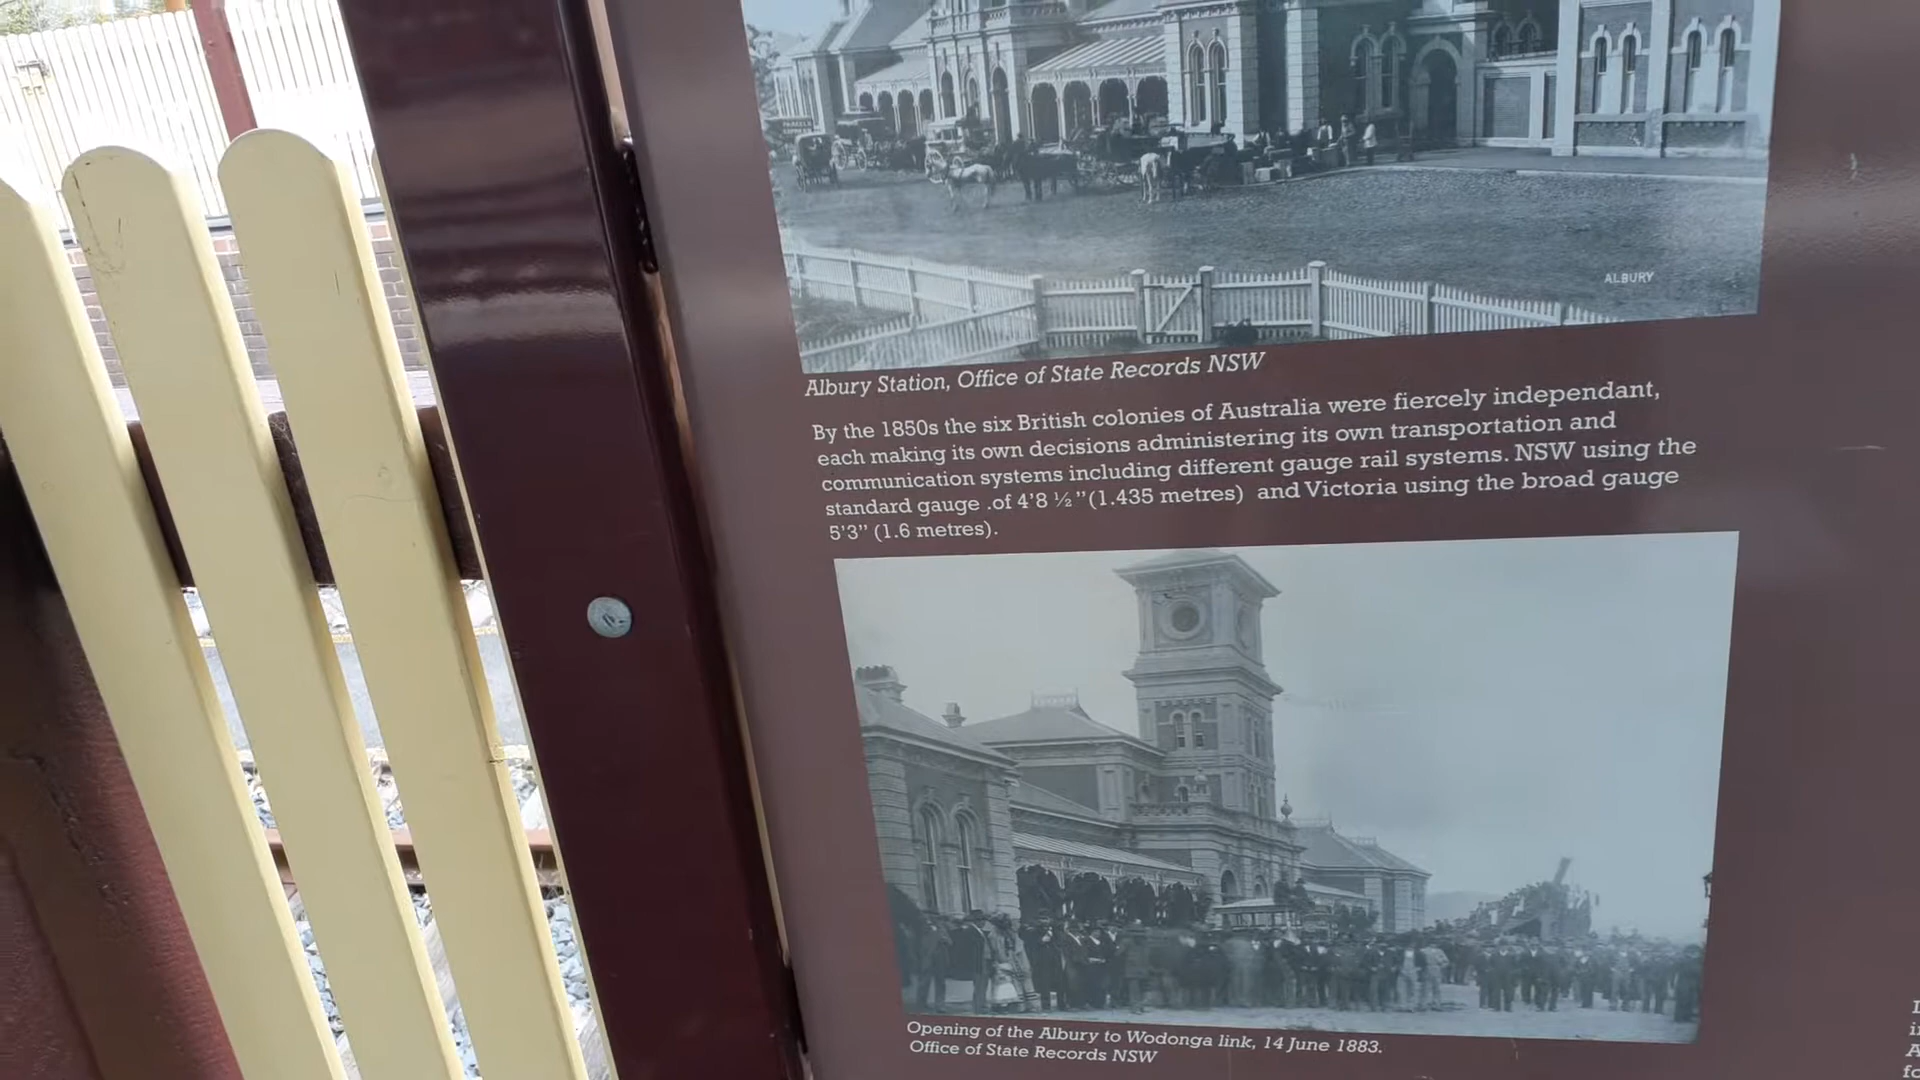 PARCELS
EXPRESS
ALBURY
Albury Station, Office of State Records NSW
By the 1850s the six British colonies of Australia were fiercely independant,
each making its own decisions administering its own transportation and
communication systems including different gauge rail systems. NSW using the
standard gauge .of 4'8 ½" (1.435 metres) and Victoria using the broad gauge
5'3" (1.6 metres).
Opening of the Albury to Wodonga link, 14 June 1883.
Office of State Records NSW